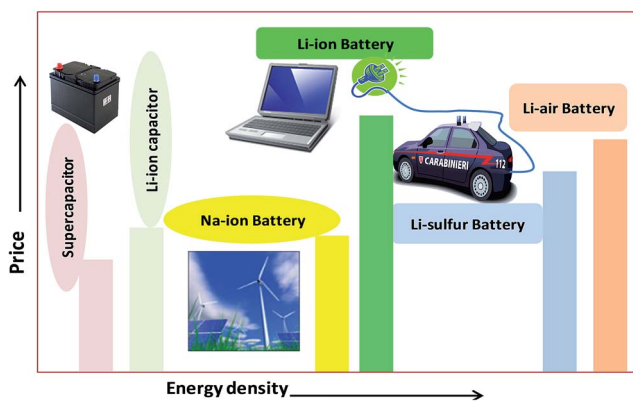 Li-ion Battery
Li-air Battery
Li-ion capacitor
Supercapacitor
CARABINIERI
112
Na-ion Battery
Li-sulfur Battery
Price
Energy density